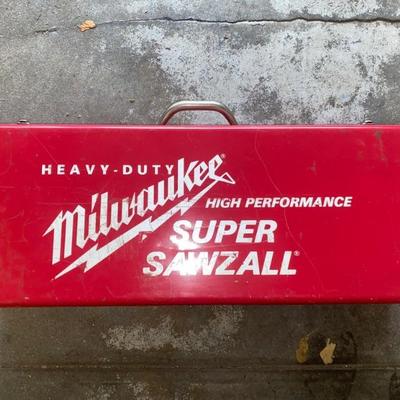 HEAVY-DUTY
Milwaukee
HIGH PERFORMANCE
SUPER
SAWZALL®